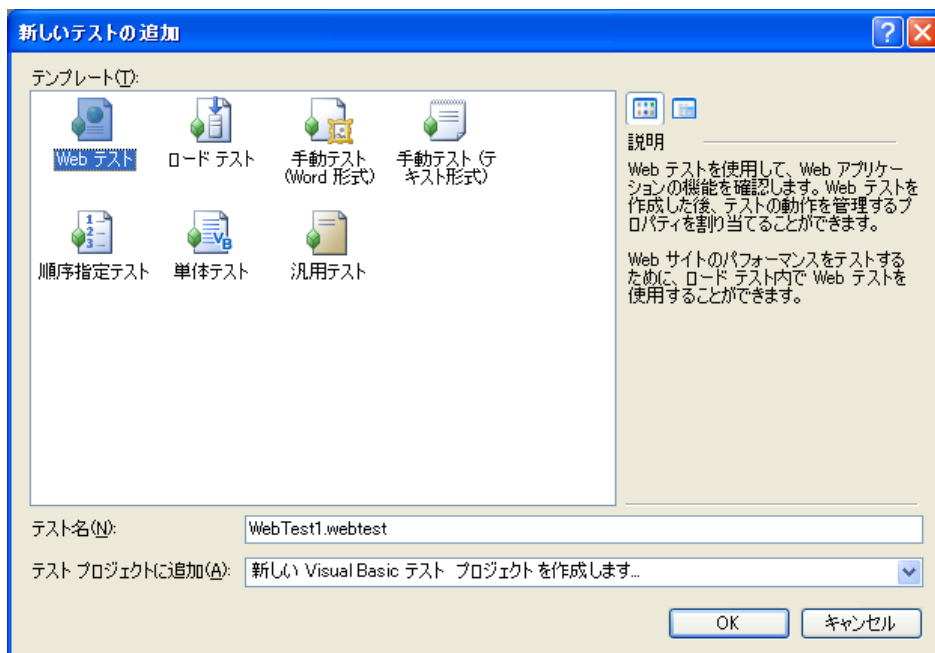 新しいテストの追加
テンプレート(T):
Web テスト
ロード テスト
手動テスト
(Word 形式)
手動テスト (テ
キスト形式)
順序指定テスト
単体テスト
汎用テスト
説明
Web テストを使用して、Web アプリケー
ションの機能を確認します。Web テストを
作成した後、テストの動作を管理するプ
ロパティを割り当てることができます。
Web サイトのパフォーマンスをテストする
ために、ロード テスト内で Web テストを
使用することができます。
テスト名(N):
WebTest1.webtest
テスト プロジェクトに追加(A):
新しい Visual Basic テスト プロジェクトを作成します...
OK
キャンセル